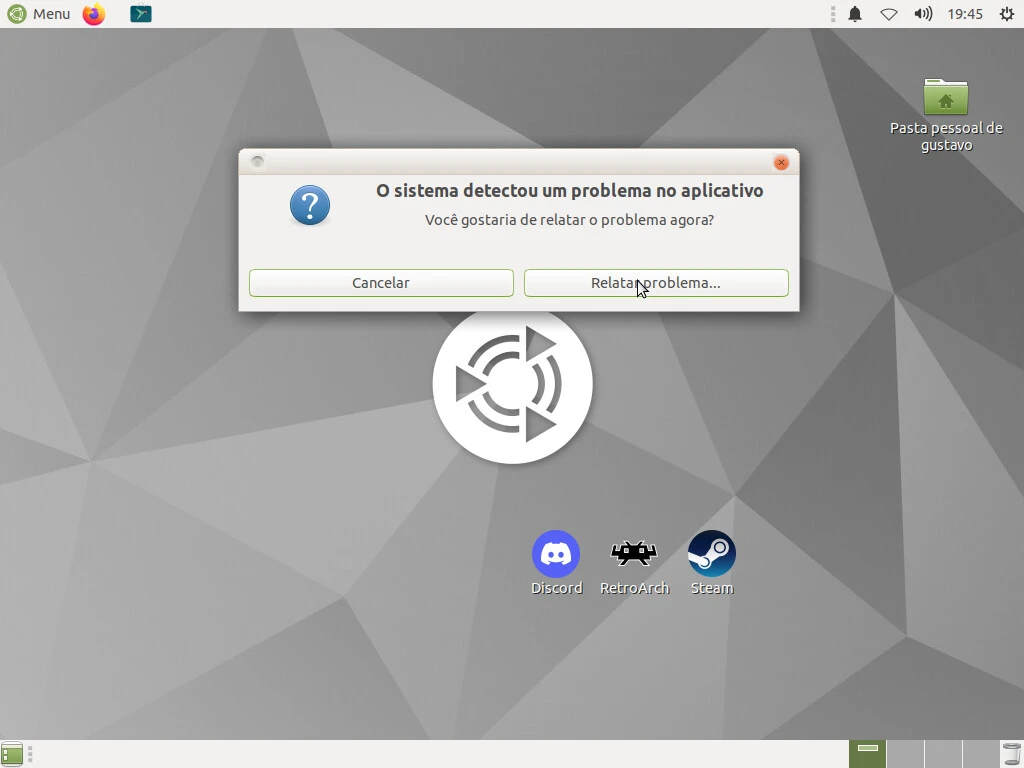 Menu
19:45
Pasta pessoal de
gustavo
O sistema detectou um problema no aplicativo
Você gostaria de relatar o problema agora?
Cancelar
Relatar problema...
Discord
RetroArch
Steam